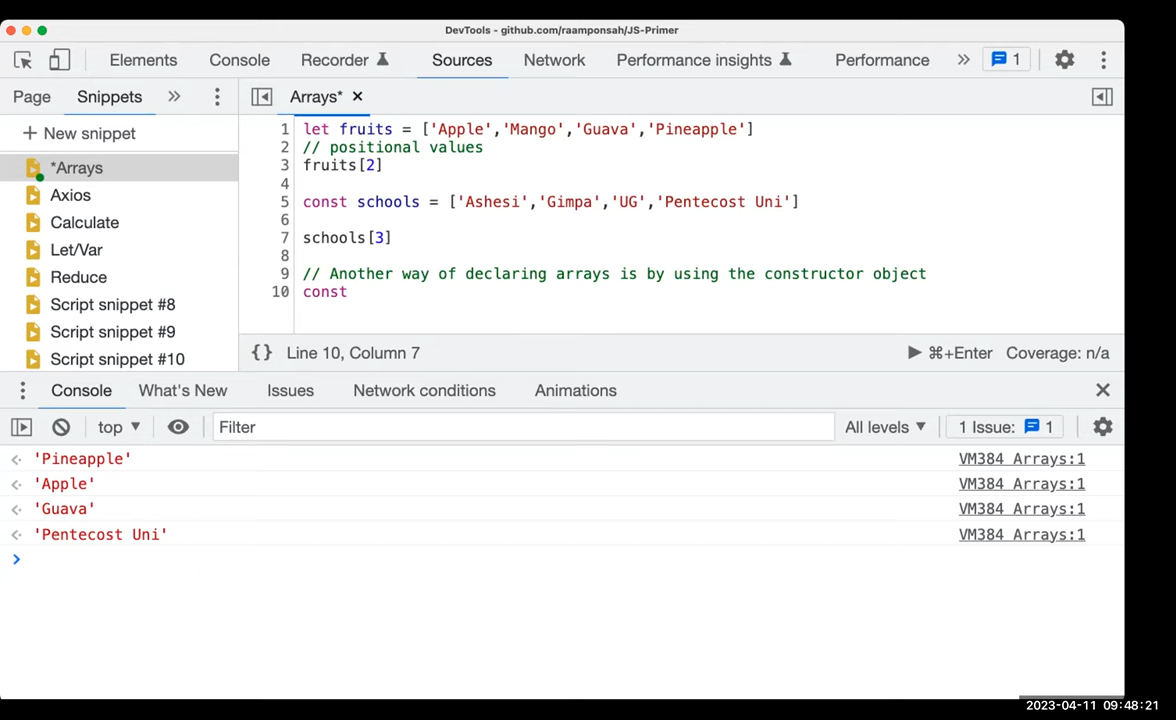 DevTools - github.com/raamponsah/JS-Primer
Elements Console Recorder Sources Network Performance insights Performance 1
Page Snippets Arrays*
New snippet
*Arrays
Axios
Calculate
Let/Var
Reduce
Script snippet #8
Script snippet #9
Script snippet #10
1 let fruits = ['Apple','Mango','Guava','Pineapple']
2 // positional values
3 fruits[2]
4
5 const schools = ['Ashesi','Gimpa','UG','Pentecost Uni']
6
7 schools[3]
8
9 // Another way of declaring arrays is by using the constructor object
10 const
{} Line 10, Column 7 ⌘+Enter Coverage: n/a
Console What's New Issues Network conditions Animations
top Filter All levels 1 Issue: 1
'Pineapple' VM384 Arrays:1
'Apple' VM384 Arrays:1
'Guava' VM384 Arrays:1
'Pentecost Uni' VM384 Arrays:1
2023-04-11 09:48:21